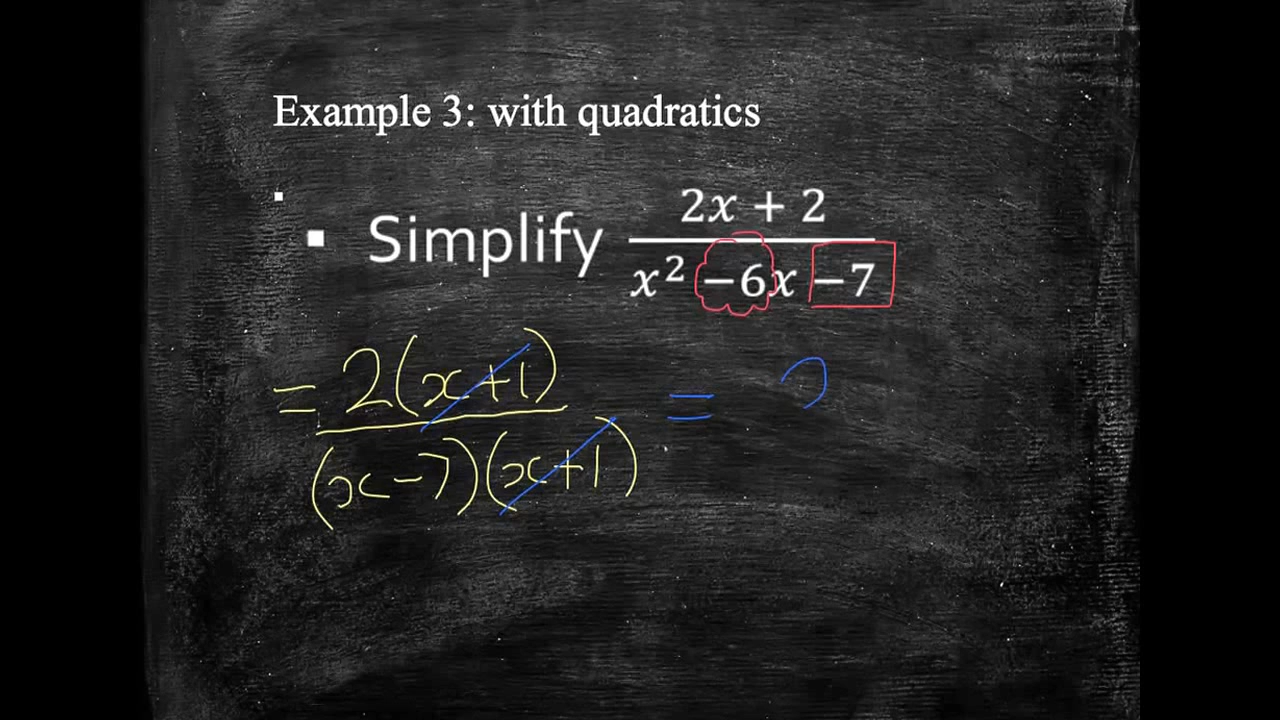 Example 3: with quadratics
▪
▪ Simplify (2x + 2)/(x² −6x −7)
= 2(x+1)/((x−7)(x+1)) =